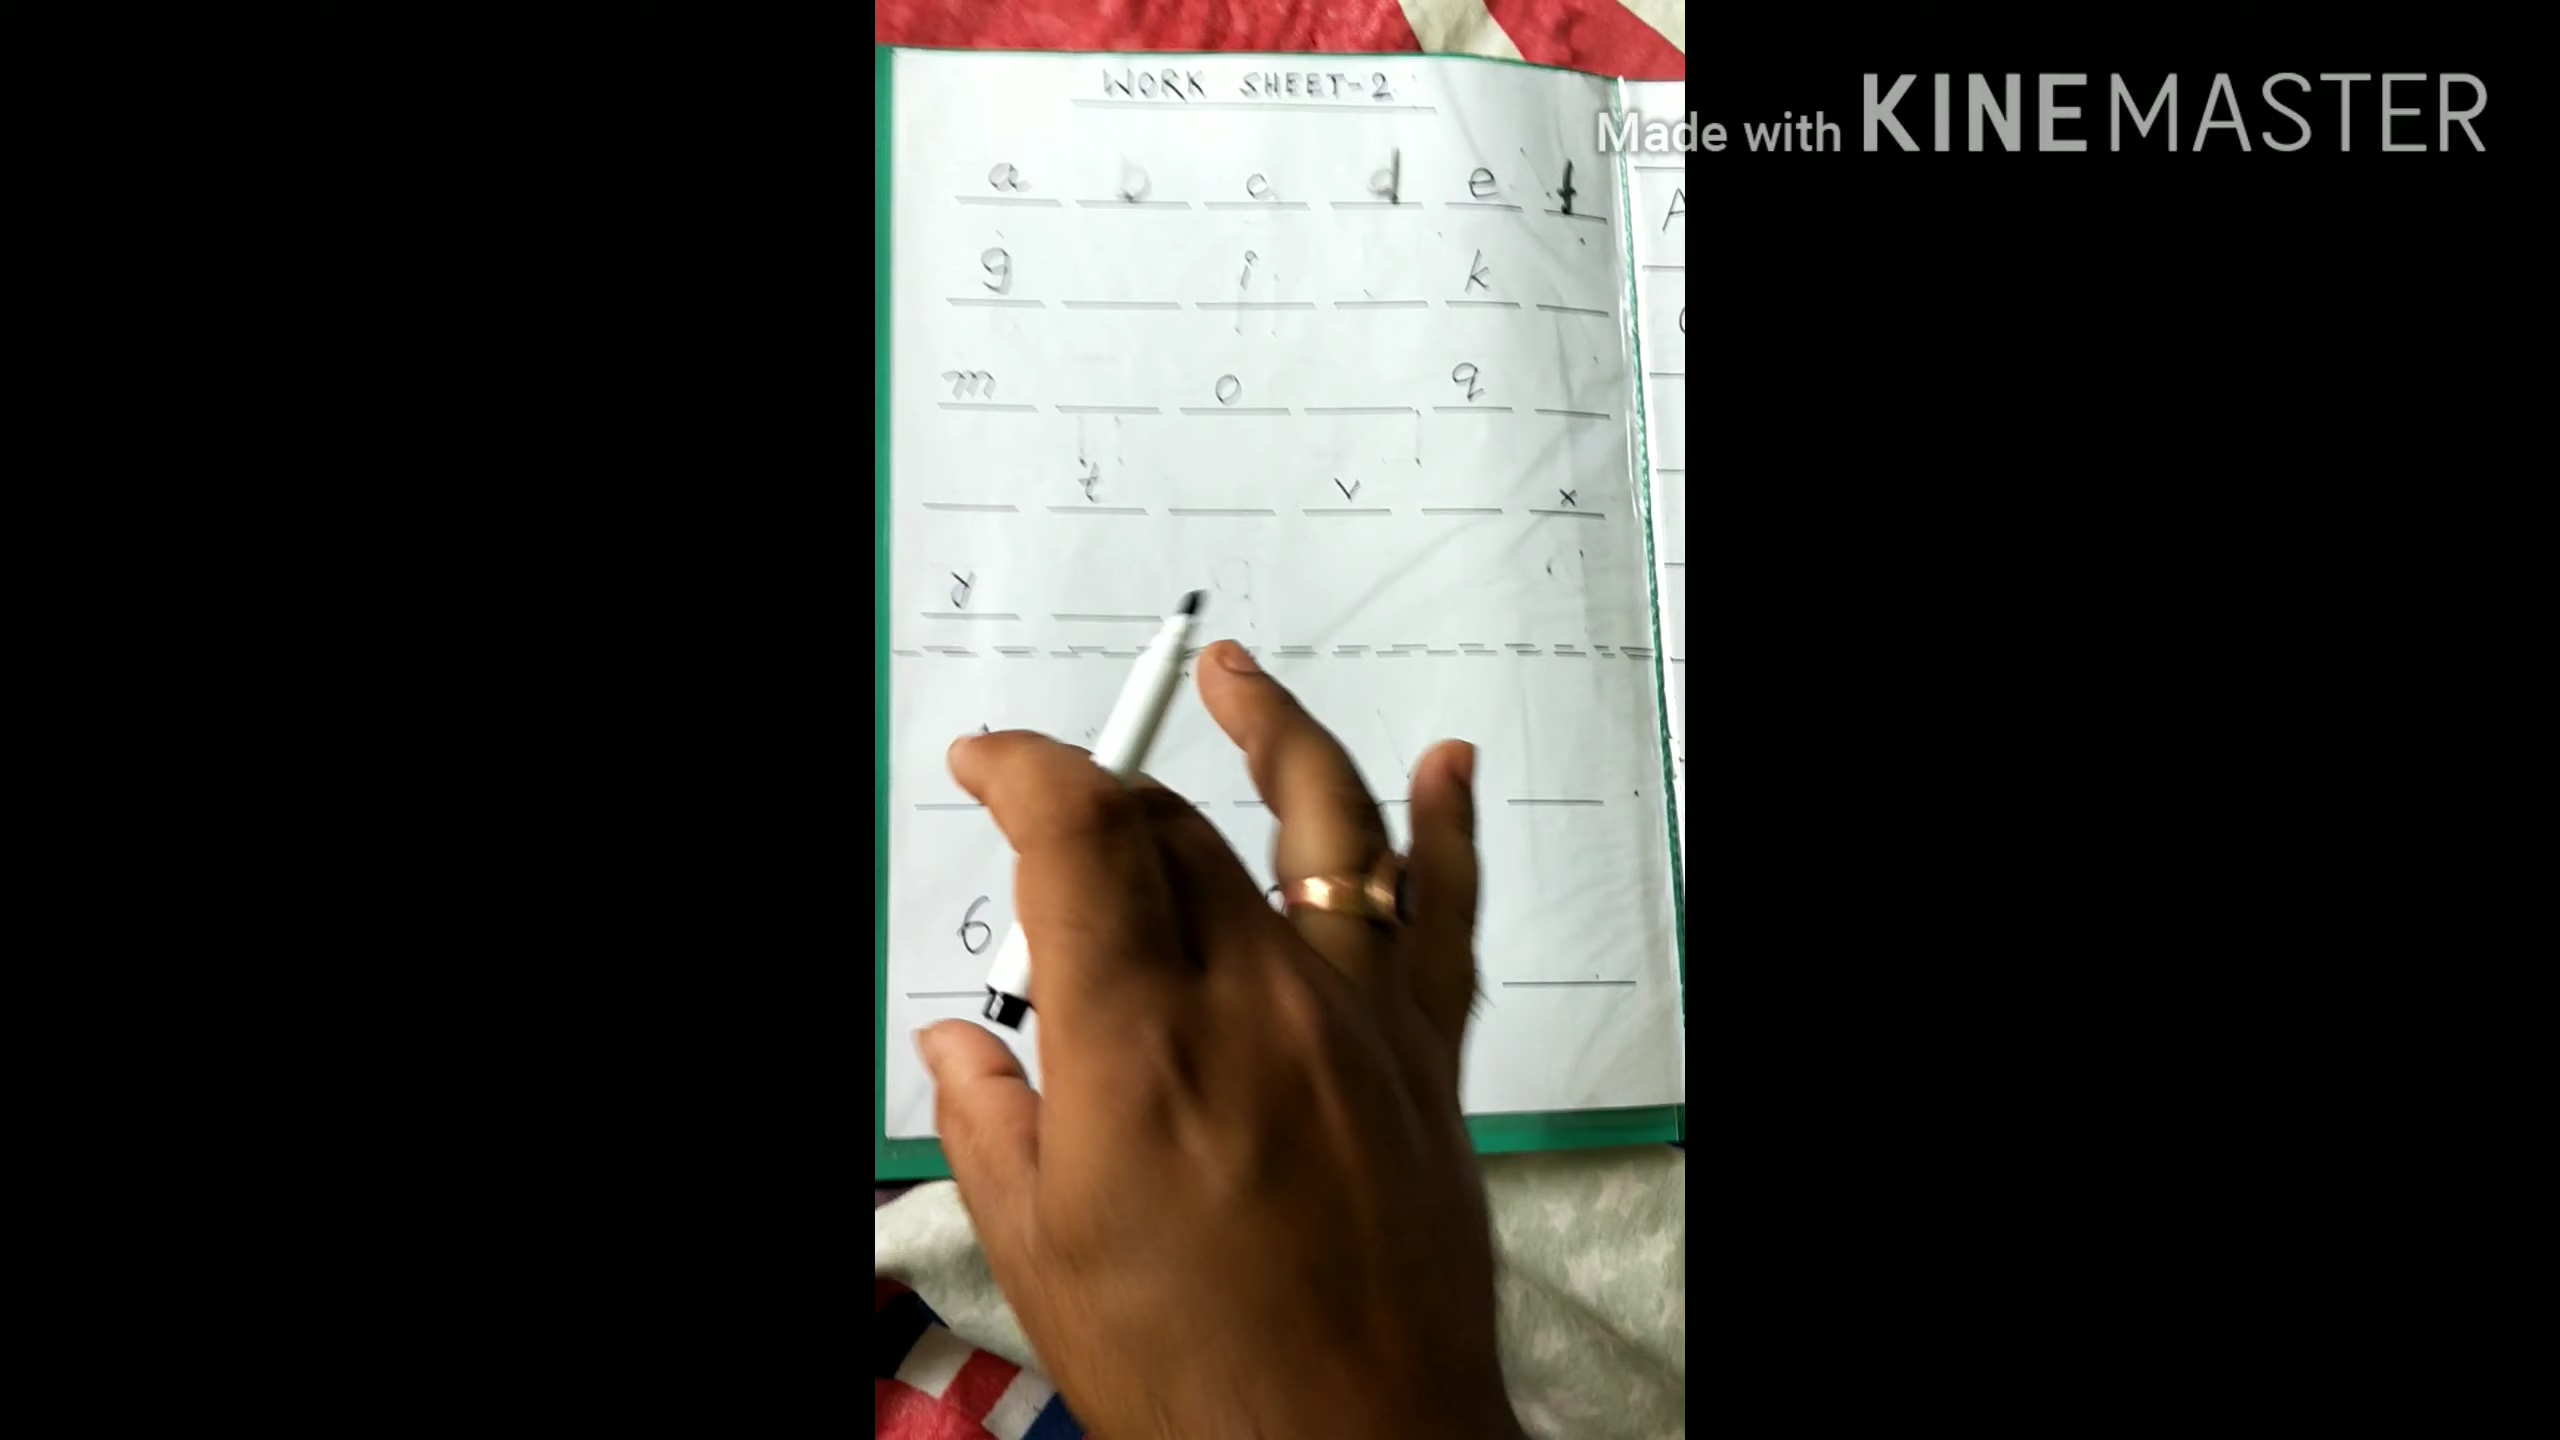 WORK SHEET-2
Made with KINEMASTER
a b c d e f
g i k
m o q
t v x
6